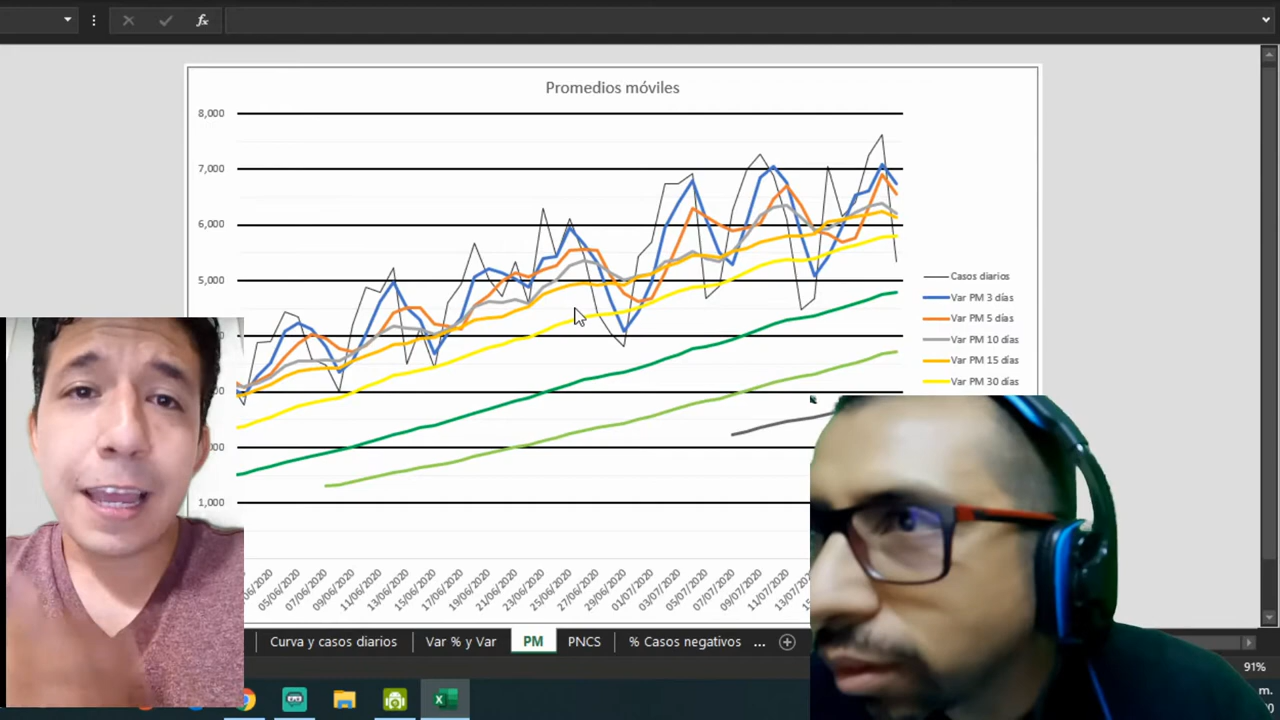 fx
Promedios móviles
8,000
7,000
6,000
5,000
1,000
Casos diarios
Var PM 3 días
Var PM 5 días
Var PM 10 días
Var PM 15 días
Var PM 30 días
05/06/2020
07/06/2020
09/06/2020
11/06/2020
13/06/2020
15/06/2020
17/06/2020
19/06/2020
21/06/2020
23/06/2020
25/06/2020
27/06/2020
29/06/2020
01/07/2020
03/07/2020
05/07/2020
07/07/2020
09/07/2020
11/07/2020
Curva y casos diarios
Var % y Var
PM
PNCS
% Casos negativos
...
91%
m.